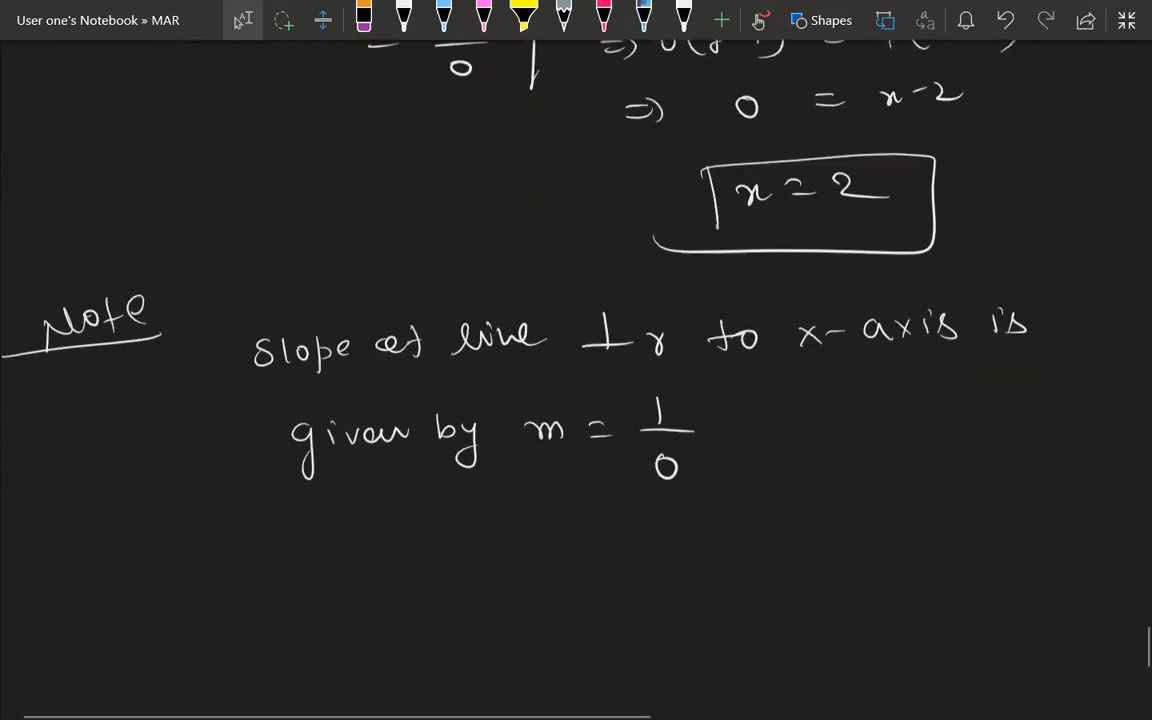 User one's Notebook » MAR
Shapes
0
⇒ 0 = x-2
x = 2
Note
slope of line ⊥r to x-axis is
given by m = 1/0